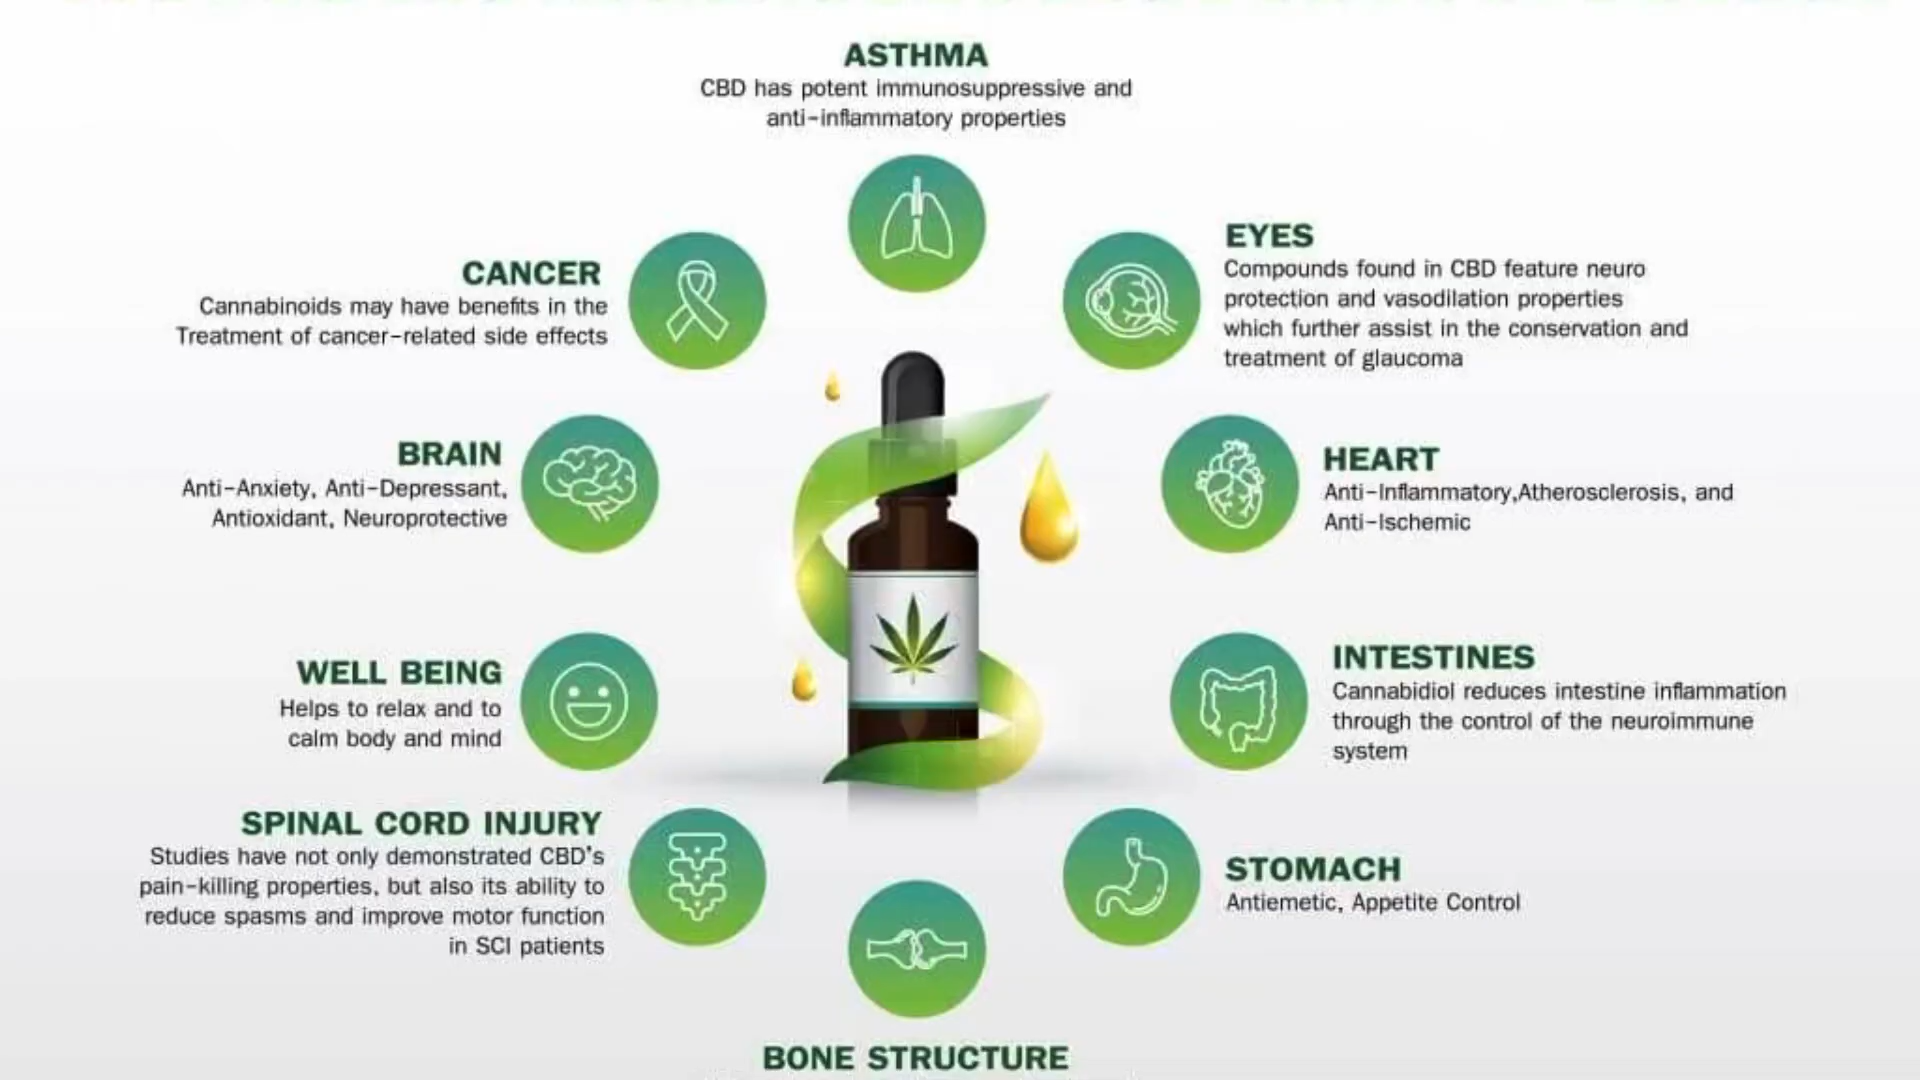 ASTHMA
CBD has potent immunosuppressive and
anti-inflammatory properties
CANCER
Cannabinoids may have benefits in the
Treatment of cancer-related side effects
EYES
Compounds found in CBD feature neuro
protection and vasodilation properties
which further assist in the conservation and
treatment of glaucoma
BRAIN
Anti-Anxiety, Anti-Depressant,
Antioxidant, Neuroprotective
HEART
Anti-Inflammatory,Atherosclerosis, and
Anti-Ischemic
WELL BEING
Helps to relax and to
calm body and mind
INTESTINES
Cannabidiol reduces intestine inflammation
through the control of the neuroimmune
system
SPINAL CORD INJURY
Studies have not only demonstrated CBD's
pain-killing properties, but also its ability to
reduce spasms and improve motor function
in SCI patients
STOMACH
Antiemetic, Appetite Control
BONE STRUCTURE